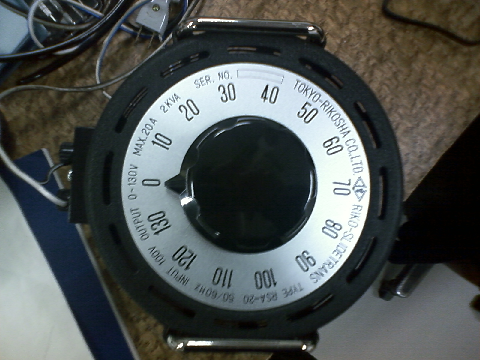 SER. NO.
TOKYO-RIKOSHA CO., LTD.
RIKO-SLIDETRANS
TYPE RSA-20 50/60Hz
INPUT 100V OUTPUT 0-130V MAX. 20A 2KVA
0
10
20
30
40
50
60
70
80
90
100
110
120
130